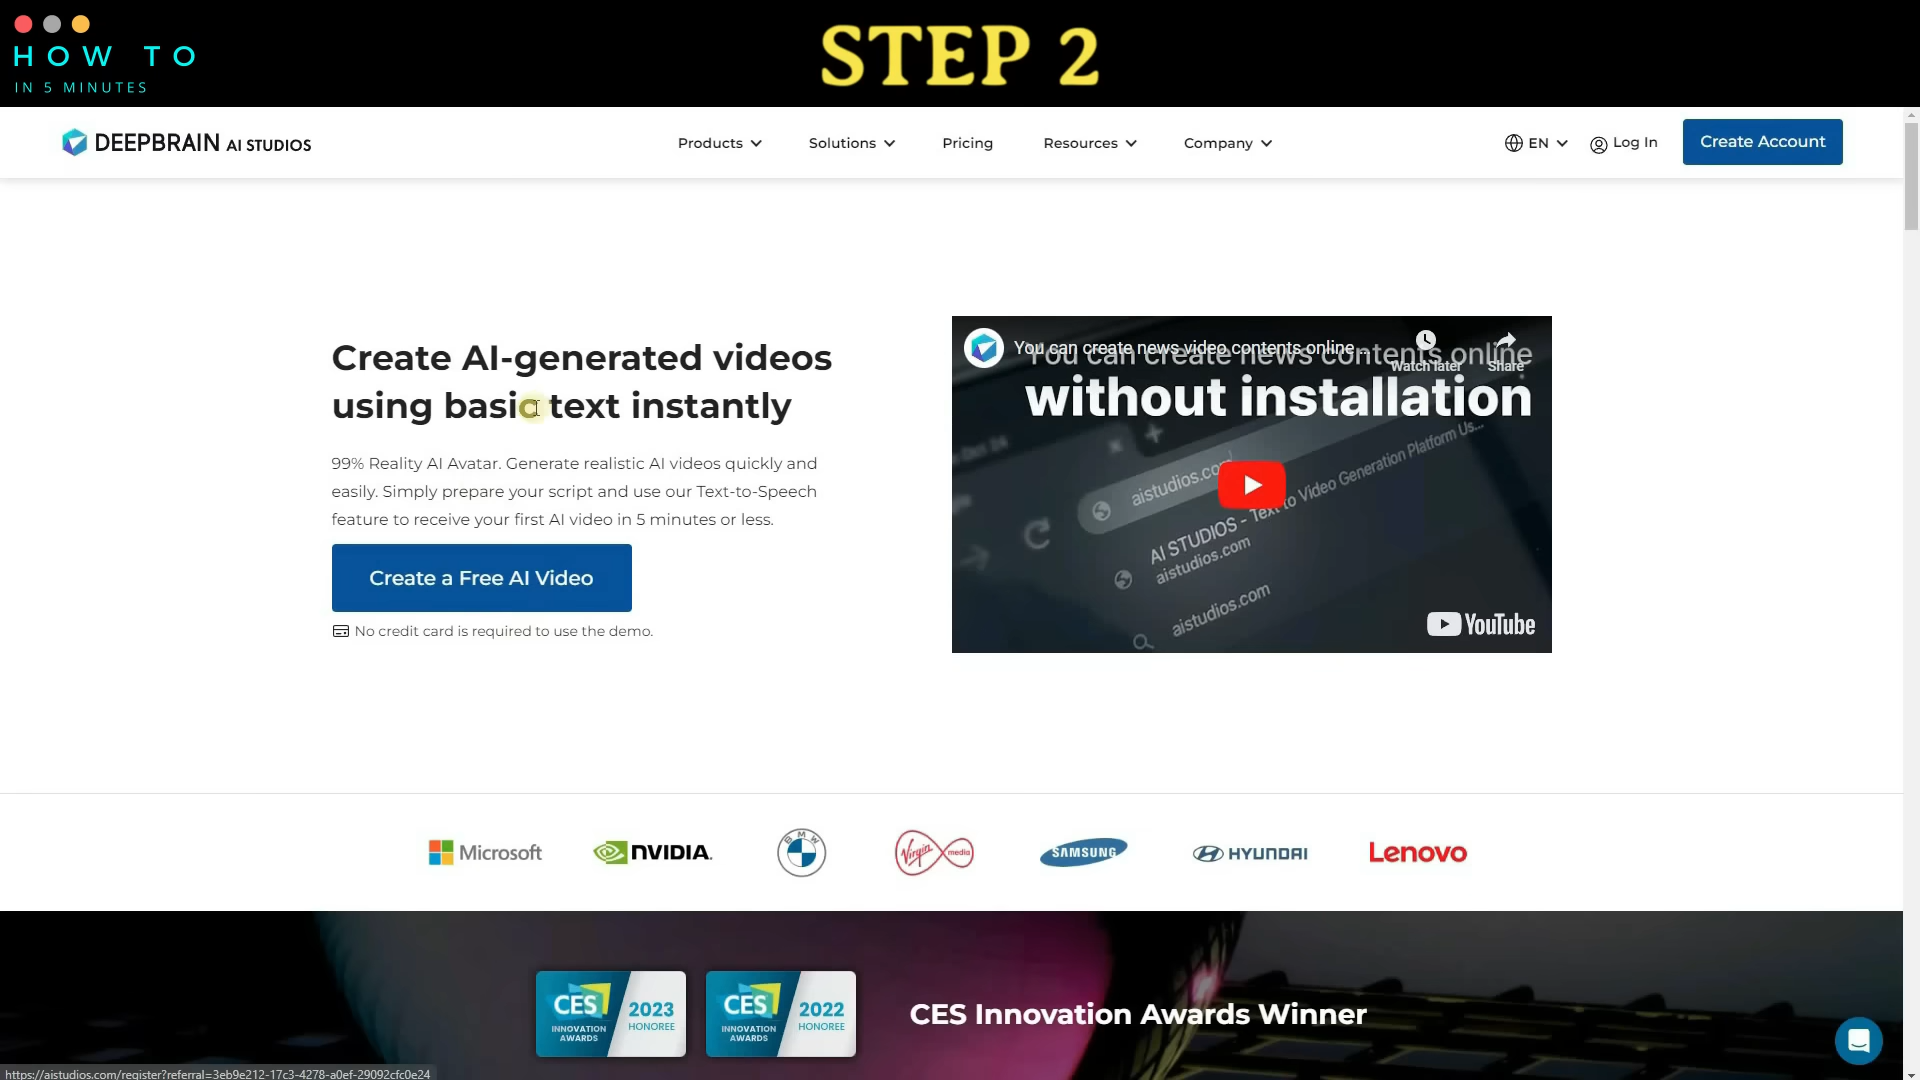 HOW TO
IN 5 MINUTES
STEP 2
DEEPBRAIN AI STUDIOS
Products
Solutions
Pricing
Resources
Company
EN
Log In
Create Account
Create AI-generated videos
using basic text instantly
99% Reality AI Avatar. Generate realistic AI videos quickly and
easily. Simply prepare your script and use our Text-to-Speech
feature to receive your first AI video in 5 minutes or less.
Create a Free AI Video
No credit card is required to use the demo.
You can create news video contents online ...
Watch later
Share
You can create news contents online
without installation
aistudios.com/
AI STUDIOS - Text to Video Generation Platform Us...
aistudios.com
aistudios.com
YouTube
Microsoft
NVIDIA.
BMW
Virgin media
SAMSUNG
HYUNDAI
Lenovo
CES
INNOVATION
AWARDS
2023
HONOREE
CES
INNOVATION
AWARDS
2022
HONOREE
CES Innovation Awards Winner
https://aistudios.com/register?referral=3eb9e212-17c3-4278-a0ef-29092cfc0e24